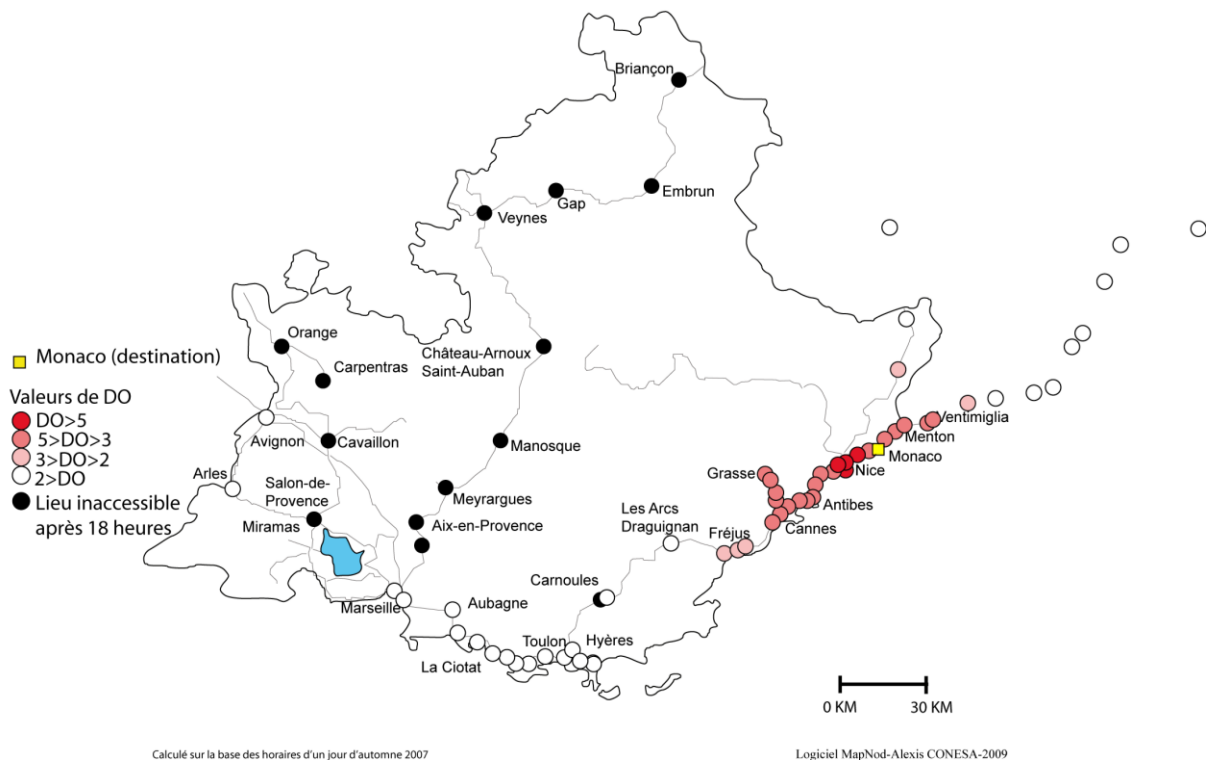 Briançon
Embrun
Gap
Veynes
Orange
Château-Arnoux
Saint-Auban
Carpentras
Monaco (destination)
Valeurs de DO
DO>5
5>DO>3
3>DO>2
2>DO
Lieu inaccessible
après 18 heures
Avignon
Cavaillon
Ventimiglia
Menton
Monaco
Manosque
Nice
Grasse
Arles
Salon-de-
Provence
Meyrargues
Antibes
Les Arcs
Draguignan
Miramas
Aix-en-Provence
Cannes
Fréjus
Carnoules
Marseille
Aubagne
Toulon
Hyères
La Ciotat
0 KM
30 KM
Calculé sur la base des horaires d'un jour d'automne 2007
Logiciel MapNod-Alexis CONESA-2009